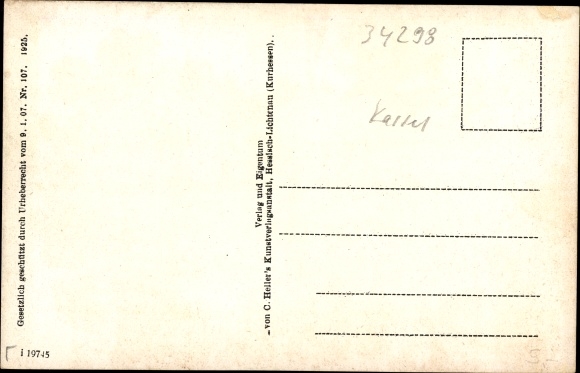 Gesetzlich geschützt durch Urheberrecht vom 9. 1. 07. Nr. 107. 1925.
Verlag und Eigentum
von C. Heller's Kunstverlagsanstalt, Hessisch-Lichtenau (Kurhessen).
34298
Kassel
i 19745
5.-